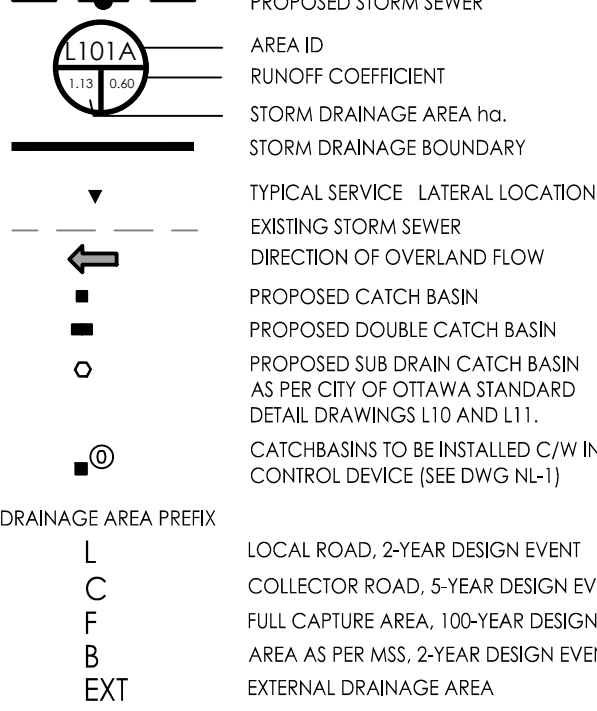 PROPOSED STORM SEWER
L101A
AREA ID
1.13 0.60
RUNOFF COEFFICIENT
STORM DRAINAGE AREA ha.
STORM DRAINAGE BOUNDARY
TYPICAL SERVICE LATERAL LOCATION
EXISTING STORM SEWER
DIRECTION OF OVERLAND FLOW
PROPOSED CATCH BASIN
PROPOSED DOUBLE CATCH BASIN
PROPOSED SUB DRAIN CATCH BASIN
AS PER CITY OF OTTAWA STANDARD
DETAIL DRAWINGS L10 AND L11.
0
CATCHBASINS TO BE INSTALLED C/W IN
CONTROL DEVICE (SEE DWG NL-1)
DRAINAGE AREA PREFIX
L LOCAL ROAD, 2-YEAR DESIGN EVENT
C COLLECTOR ROAD, 5-YEAR DESIGN EV
F FULL CAPTURE AREA, 100-YEAR DESIGN
B AREA AS PER MSS, 2-YEAR DESIGN EVEN
EXT EXTERNAL DRAINAGE AREA